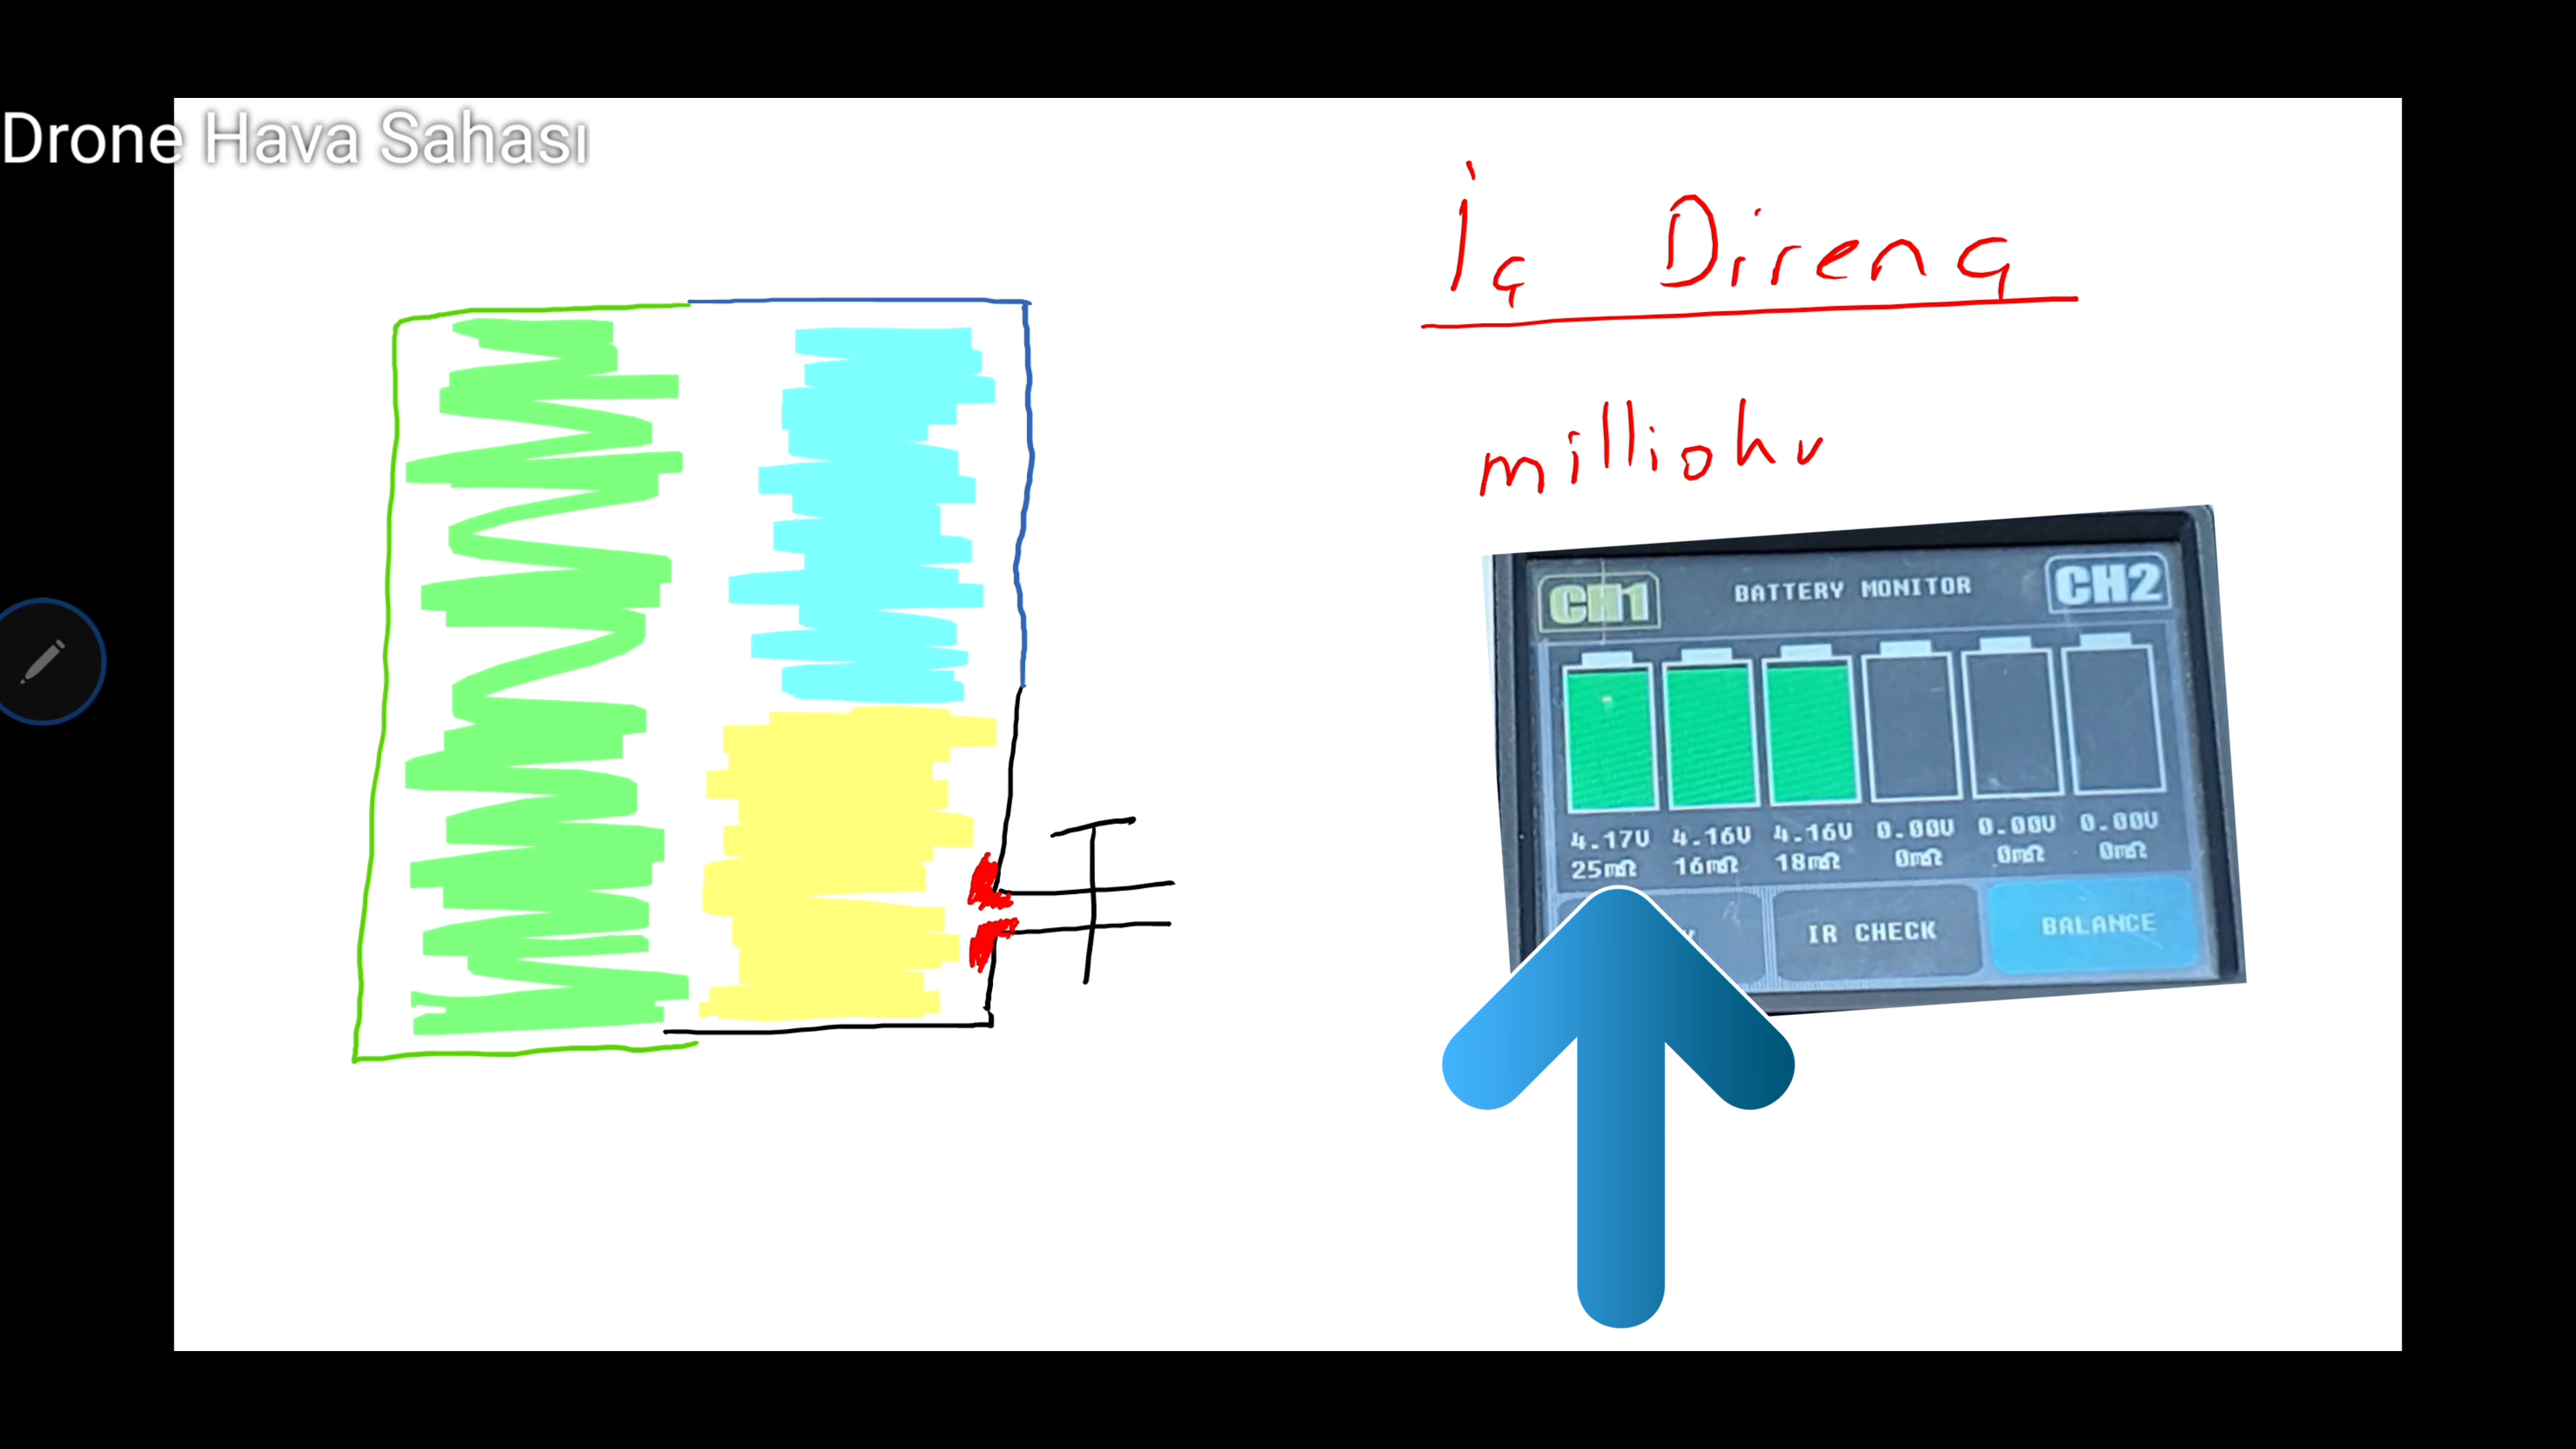 Drone Hava Sahası
İç Direnç
milliohv
CH1 BATTERY MONITOR CH2
4.17V 4.16V 4.16V 0.00V 0.00V 0.00V
25mΩ 16mΩ 18mΩ 0mΩ 0mΩ 0mΩ
IR CHECK BALANCE